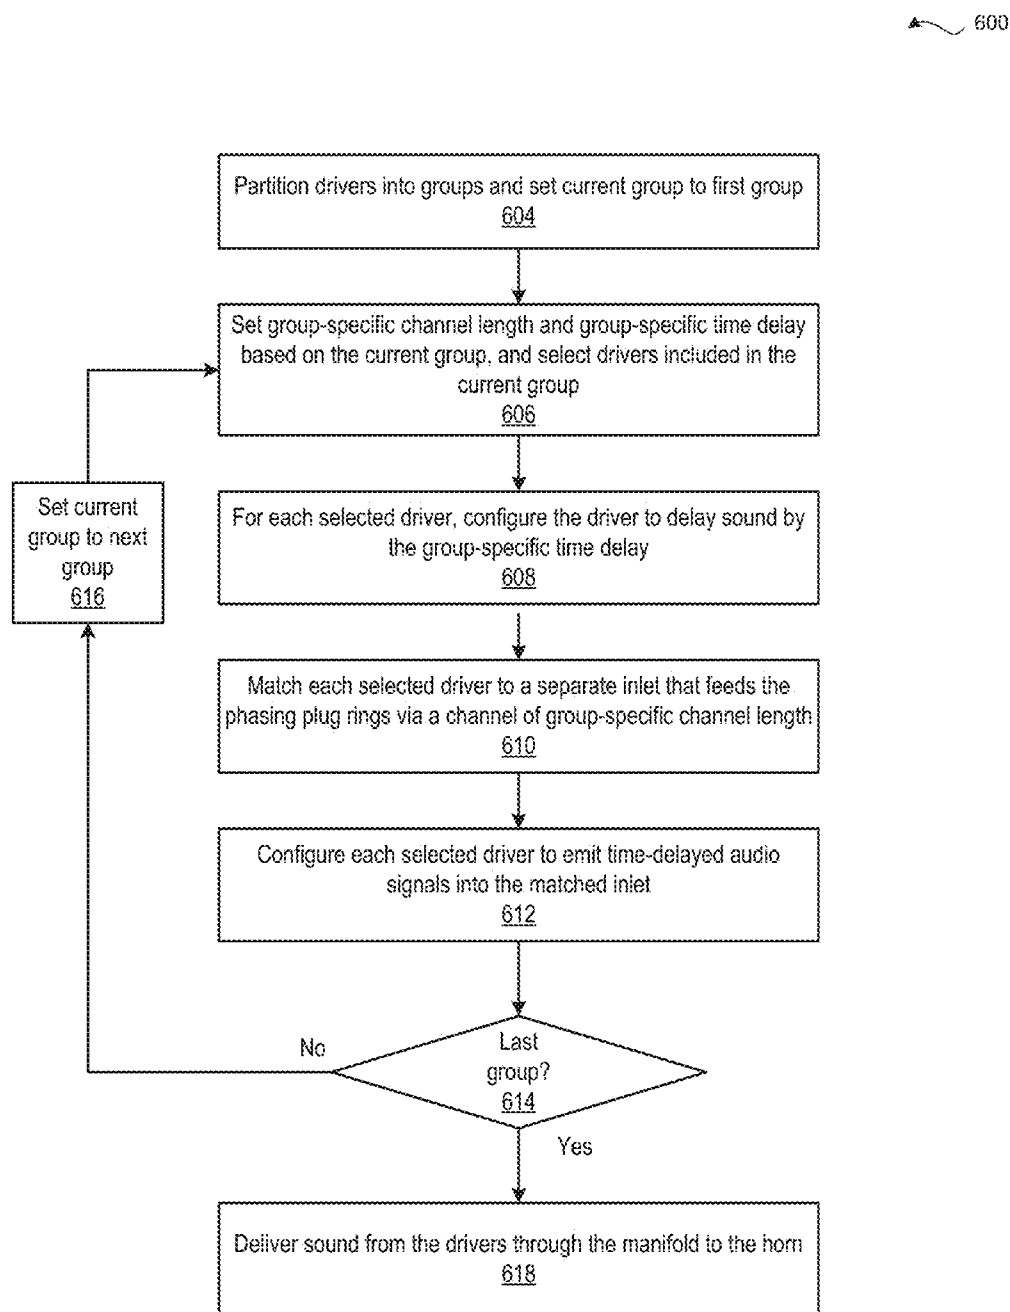 600
Partition drivers into groups and set current group to first group
604
Set group-specific channel length and group-specific time delay
based on the current group, and select drivers included in the
current group
606
Set current
group to next
group
616
For each selected driver, configure the driver to delay sound by
the group-specific time delay
608
Match each selected driver to a separate inlet that feeds the
phasing plug rings via a channel of group-specific channel length
610
Configure each selected driver to emit time-delayed audio
signals into the matched inlet
612
No
Last
group?
614
Yes
Deliver sound from the drivers through the manifold to the horn
618